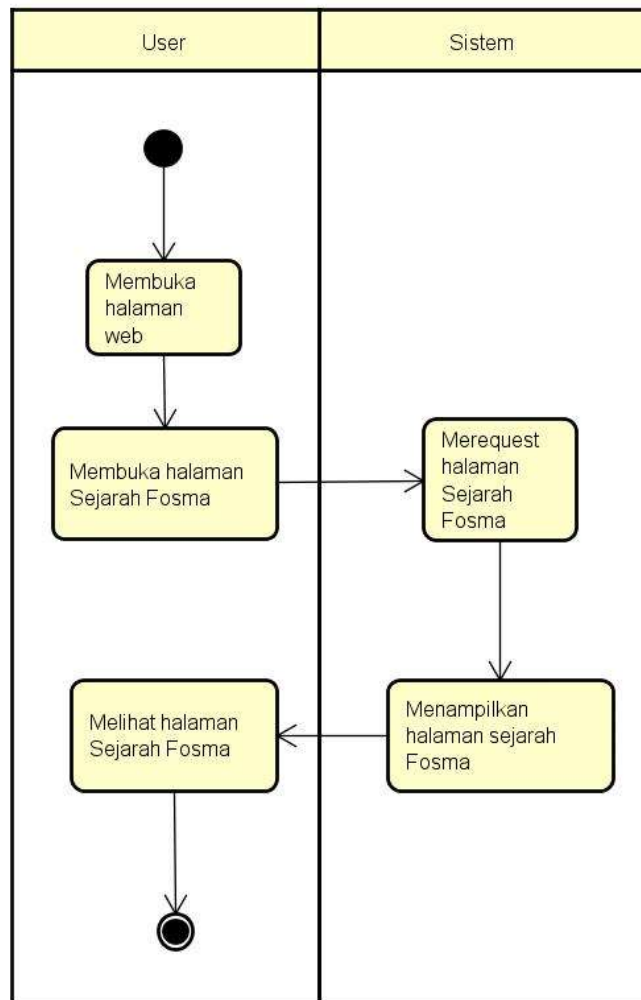 User
Sistem
Membuka
halaman
web
Membuka halaman
Sejarah Fosma
Merequest
halaman
Sejarah
Fosma
Menampilkan
halaman sejarah
Fosma
Melihat halaman
Sejarah Fosma